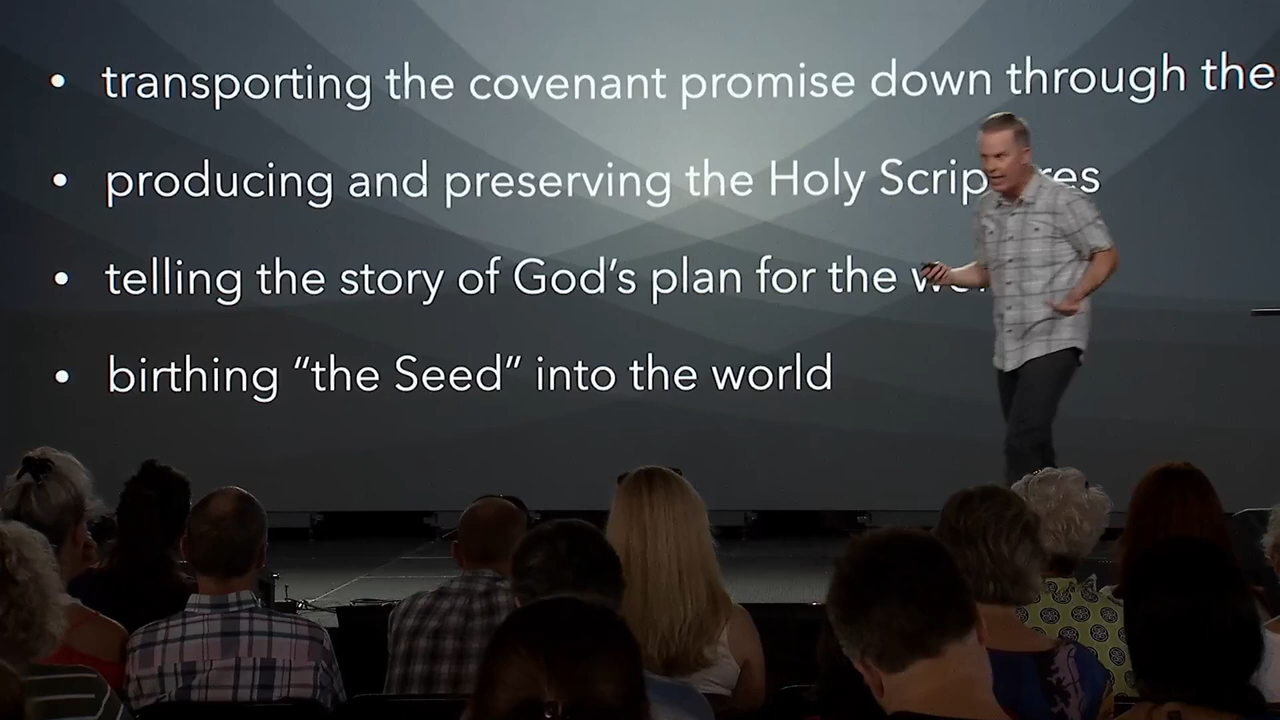 • transporting the covenant promise down through the
• producing and preserving the Holy
• telling the story of God's plan for the
• birthing “the Seed” into the world